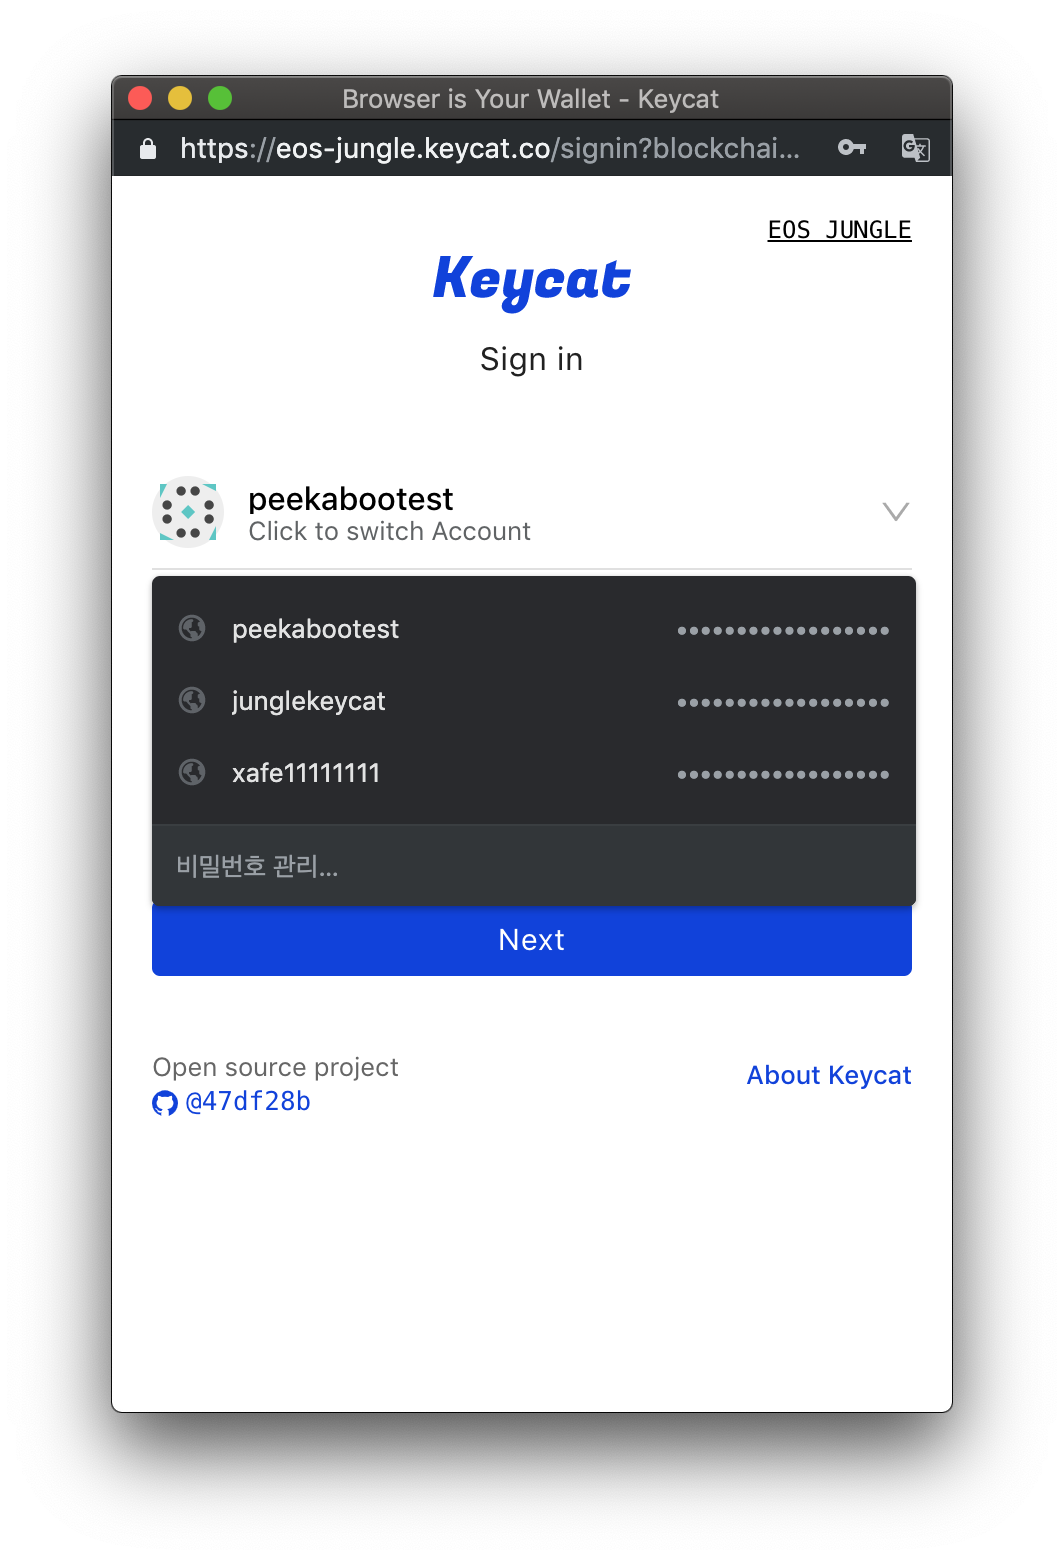 Browser is Your Wallet - Keycat
https://eos-jungle.keycat.co/signin?blockchai...
EOS JUNGLE
Keycat
Sign in
peekabootest
Click to switch Account
peekabootest ••••••••••••••••••
junglekeycat ••••••••••••••••••
xafe11111111 ••••••••••••••••••
비밀번호 관리...
Next
Open source project
About Keycat
@47df28b